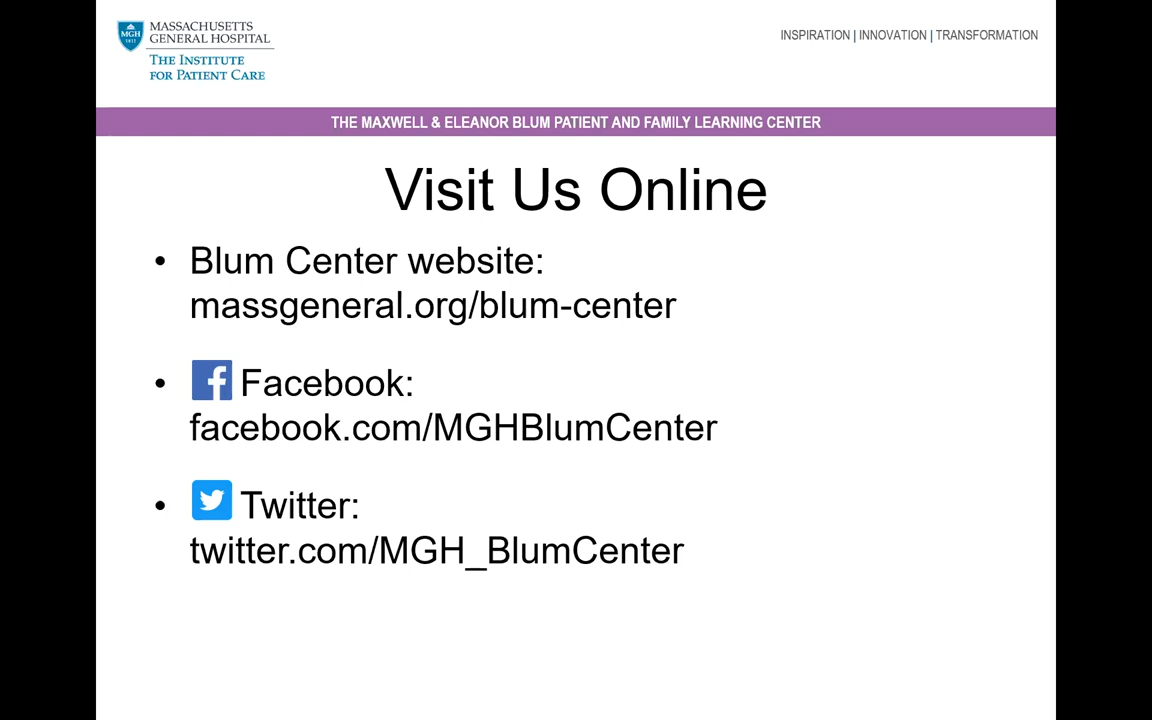 MASSACHUSETTS
GENERAL HOSPITAL
MGH
1811
THE INSTITUTE
FOR PATIENT CARE
INSPIRATION | INNOVATION | TRANSFORMATION
THE MAXWELL & ELEANOR BLUM PATIENT AND FAMILY LEARNING CENTER
Visit Us Online
• Blum Center website:
massgeneral.org/blum-center
• Facebook:
facebook.com/MGHBlumCenter
• Twitter:
twitter.com/MGH_BlumCenter